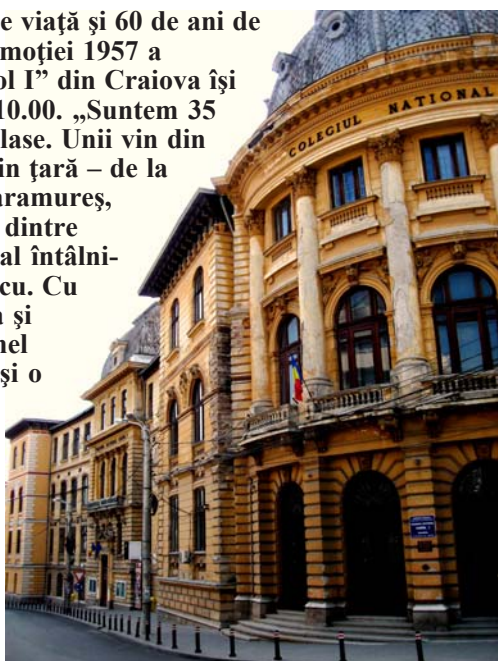 e viaţă şi 60 de ani de
moţiei 1957 a
ol I” din Craiova îşi
10.00. „Suntem 35
lase. Unii vin din
in ţară – de la
aramureş,
dintre
al întâlni-
cu. Cu
a şi
nel
şi o
COLEGIUL NATIONAL